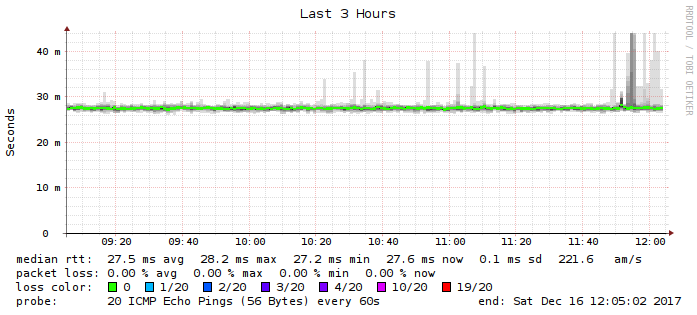 Last 3 Hours
RRDTOOL / TOBI OETIKER
Seconds
40 m
30 m
20 m
10 m
0
09:20 09:40 10:00 10:20 10:40 11:00 11:20 11:40 12:00
median rtt: 27.5 ms avg 28.2 ms max 27.2 ms min 27.6 ms now 0.1 ms sd 221.6 am/s
packet loss: 0.00 % avg 0.00 % max 0.00 % min 0.00 % now
loss color: 0 1/20 2/20 3/20 4/20 10/20 19/20
probe: 20 ICMP Echo Pings (56 Bytes) every 60s end: Sat Dec 16 12:05:02 2017